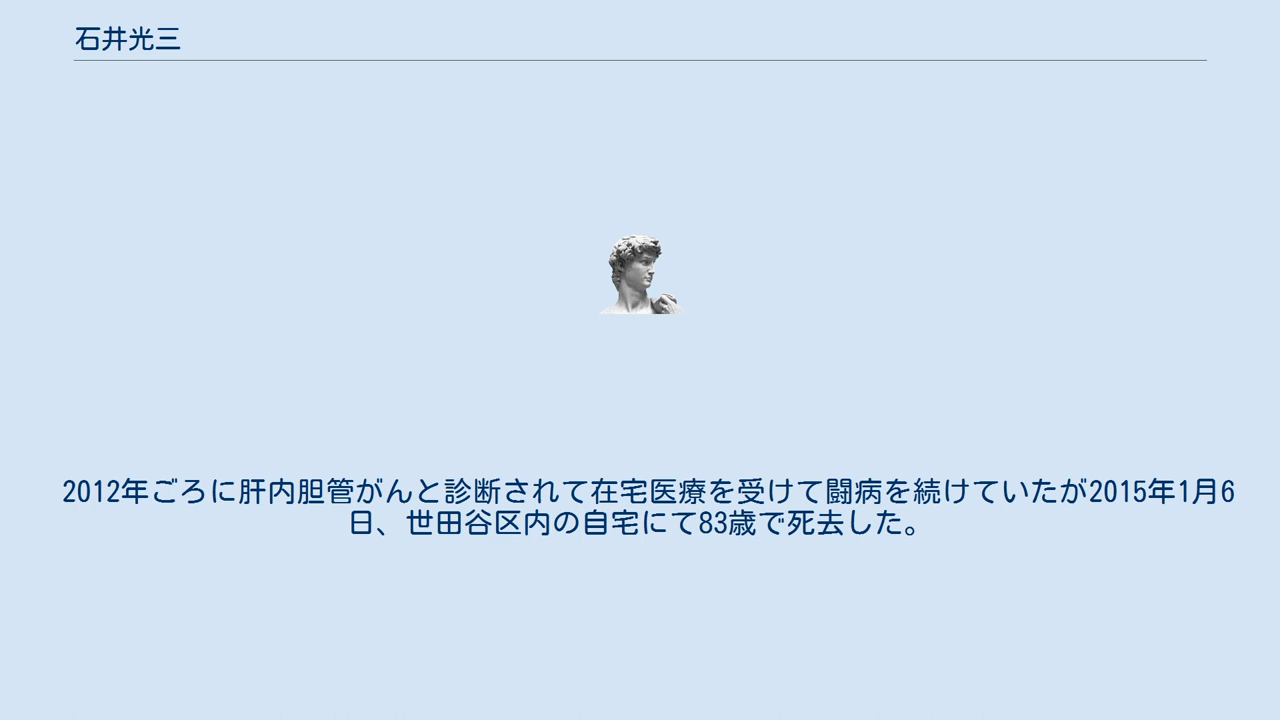 石井光三
2012年ごろに肝内胆管がんと診断されて在宅医療を受けて闘病を続けていたが2015年1月6
日、世田谷区内の自宅にて83歳で死去した。